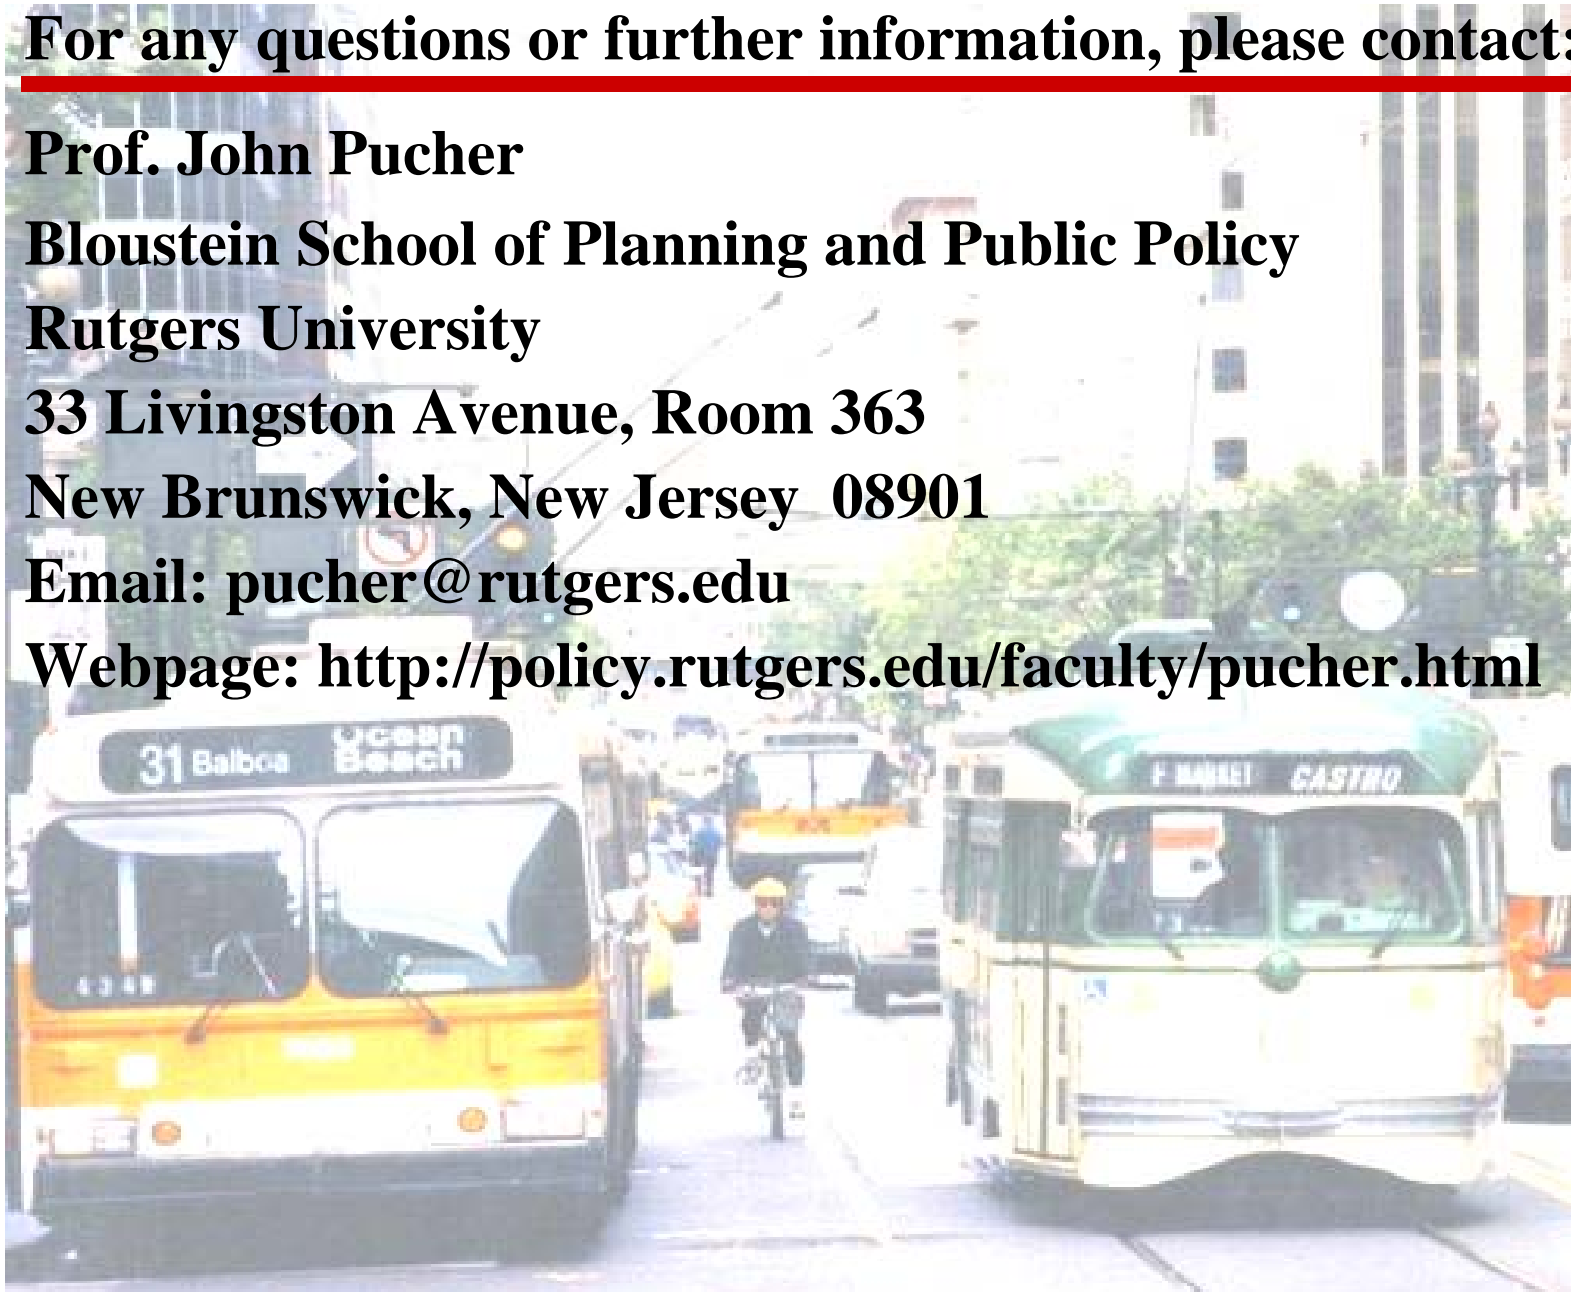 For any questions or further information, please contact:
Prof. John Pucher
Bloustein School of Planning and Public Policy
Rutgers University
33 Livingston Avenue, Room 363
New Brunswick, New Jersey  08901
Email: pucher@rutgers.edu
Webpage: http://policy.rutgers.edu/faculty/pucher.html
31 Balboa Ocean Beach
F MARKET CASTRO